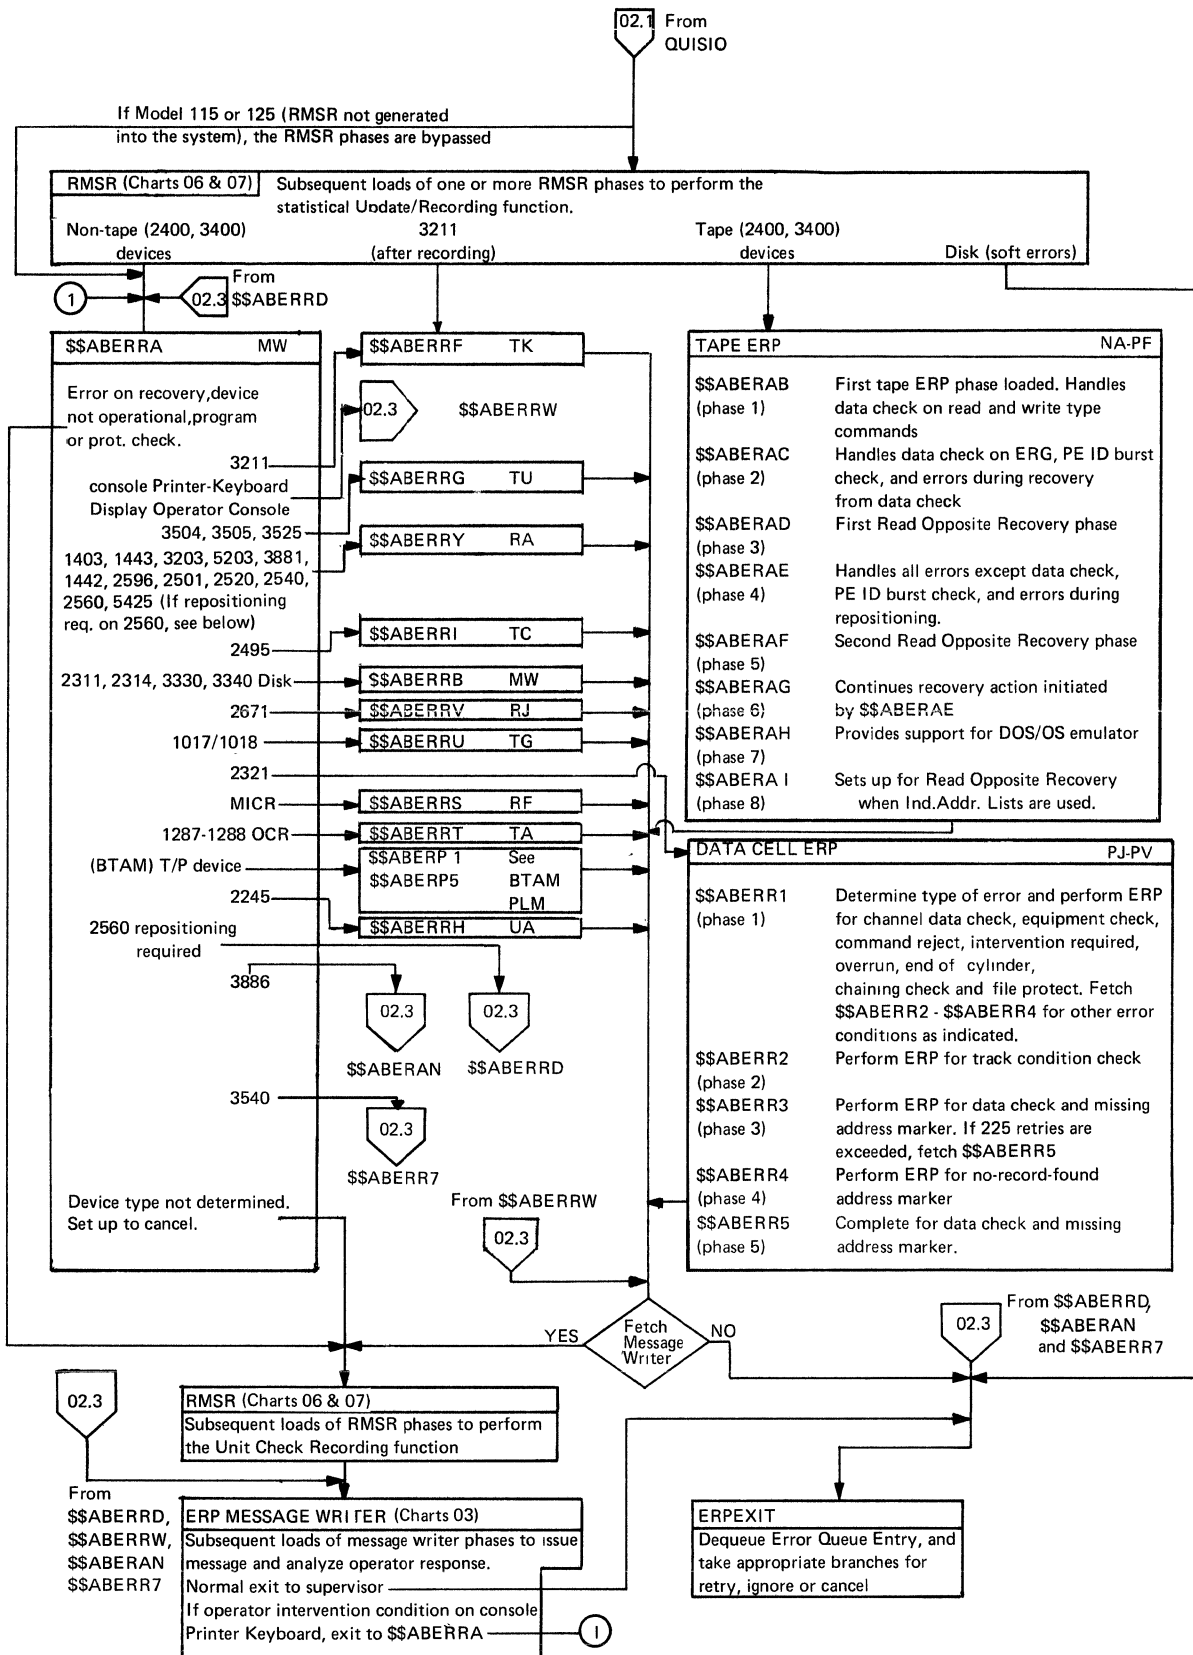 02.1 From
QUISIO
If Model 115 or 125 (RMSR not generated
into the system), the RMSR phases are bypassed
RMSR (Charts 06 & 07) Subsequent loads of one or more RMSR phases to perform the
statistical Update/Recording function.
Non-tape (2400, 3400) 3211 Tape (2400, 3400)
devices (after recording) devices Disk (soft errors)
From
1 02.3 $$ABERRD
$$ABERRA MW
Error on recovery,device
not operational,program
or prot. check.
3211
console Printer-Keyboard
Display Operator Console
3504, 3505, 3525
1403, 1443, 3203, 5203, 3881,
1442, 2596, 2501, 2520, 2540,
2560, 5425 (If repositioning
req. on 2560, see below)
2495
2311, 2314, 3330, 3340 Disk
2671
1017/1018
2321
MICR
1287-1288 OCR
(BTAM) T/P device
2245
2560 repositioning
required
3886
3540
Device type not determined.
Set up to cancel.
$$ABERRF TK
02.3 $$ABERRW
$$ABERRG TU
$$ABERRY RA
$$ABERRI TC
$$ABERRB MW
$$ABERRV RJ
$$ABERRU TG
$$ABERRS RF
$$ABERRT TA
$$ABERP 1 See
$$ABERP5 BTAM
PLM
$$ABERRH UA
02.3 02.3
$$ABERAN $$ABERRD
02.3
$$ABERR7
From $$ABERRW
02.3
TAPE ERP NA-PF
$$ABERAB First tape ERP phase loaded. Handles
(phase 1) data check on read and write type
commands
$$ABERAC Handles data check on ERG, PE ID burst
(phase 2) check, and errors during recovery
from data check
$$ABERAD First Read Opposite Recovery phase
(phase 3)
$$ABERAE Handles all errors except data check,
(phase 4) PE ID burst check, and errors during
repositioning.
$$ABERAF Second Read Opposite Recovery phase
(phase 5)
$$ABERAG Continues recovery action initiated
(phase 6) by $$ABERAE
$$ABERAH Provides support for DOS/OS emulator
(phase 7)
$$ABERA I Sets up for Read Opposite Recovery
(phase 8) when Ind.Addr. Lists are used.
DATA CELL ERP PJ-PV
$$ABERR1 Determine type of error and perform ERP
(phase 1) for channel data check, equipment check,
command reject, intervention required,
overrun, end of cylinder,
chaining check and file protect. Fetch
$$ABERR2 - $$ABERR4 for other error
conditions as indicated.
$$ABERR2 Perform ERP for track condition check
(phase 2)
$$ABERR3 Perform ERP for data check and missing
(phase 3) address marker. If 225 retries are
exceeded, fetch $$ABERR5
$$ABERR4 Perform ERP for no-record-found
(phase 4) address marker
$$ABERR5 Complete for data check and missing
(phase 5) address marker.
YES Fetch
Message
Writer NO
02.3 From $$ABERRD,
$$ABERAN
and $$ABERR7
02.3
From
$$ABERRD,
$$ABERRW,
$$ABERAN
$$ABERR7
RMSR (Charts 06 & 07)
Subsequent loads of RMSR phases to perform
the Unit Check Recording function
ERP MESSAGE WRITER (Charts 03)
Subsequent loads of message writer phases to issue
message and analyze operator response.
Normal exit to supervisor
If operator intervention condition on console
Printer Keyboard, exit to $$ABERRA I
ERPEXIT
Dequeue Error Queue Entry, and
take appropriate branches for
retry, ignore or cancel